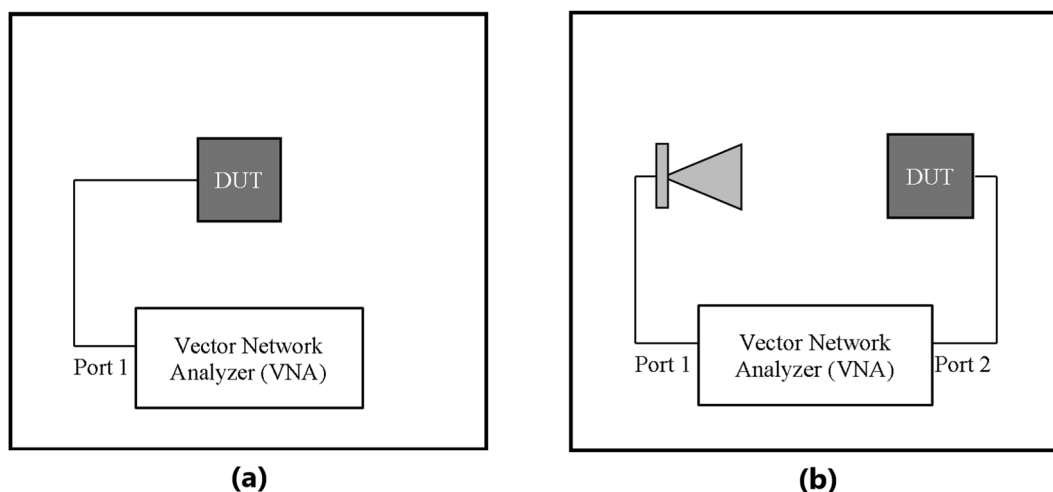 DUT
Port 1
Vector Network
Analyzer (VNA)
(a)
DUT
Port 1
Vector Network
Analyzer (VNA)
Port 2
(b)